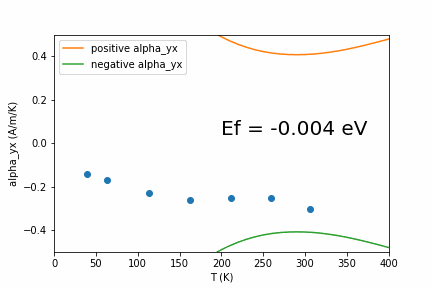 positive alpha_yx
negative alpha_yx
Ef = -0.004 eV
alpha_yx (A/m/K)
0.4
0.2
0.0
−0.2
−0.4
0 50 100 150 200 250 300 350 400
T (K)